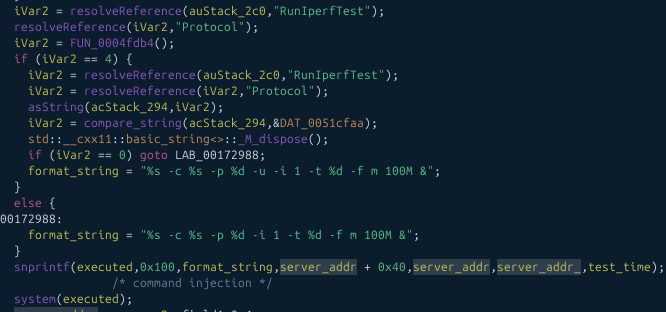 iVar2 = resolveReference(auStack_2c0,"RunIperfTest");
resolveReference(iVar2,"Protocol");
iVar2 = FUN_0004fdb4();
if (iVar2 == 4) {
iVar2 = resolveReference(auStack_2c0,"RunIperfTest");
iVar2 = resolveReference(iVar2,"Protocol");
asString(acStack_294,iVar2);
iVar2 = compare_string(acStack_294,&DAT_0051cfaa);
std::__cxx11::basic_string<>::_M_dispose();
if (iVar2 == 0) goto LAB_00172988;
format_string = "%s -c %s -p %d -u -i 1 -t %d -f m 100M &";
}
else {
00172988:
format_string = "%s -c %s -p %d -i 1 -t %d -f m 100M &";
}
snprintf(executed,0x100,format_string,server_addr + 0x40,server_addr,server_addr_,test_time);
/* command injection */
system(executed);